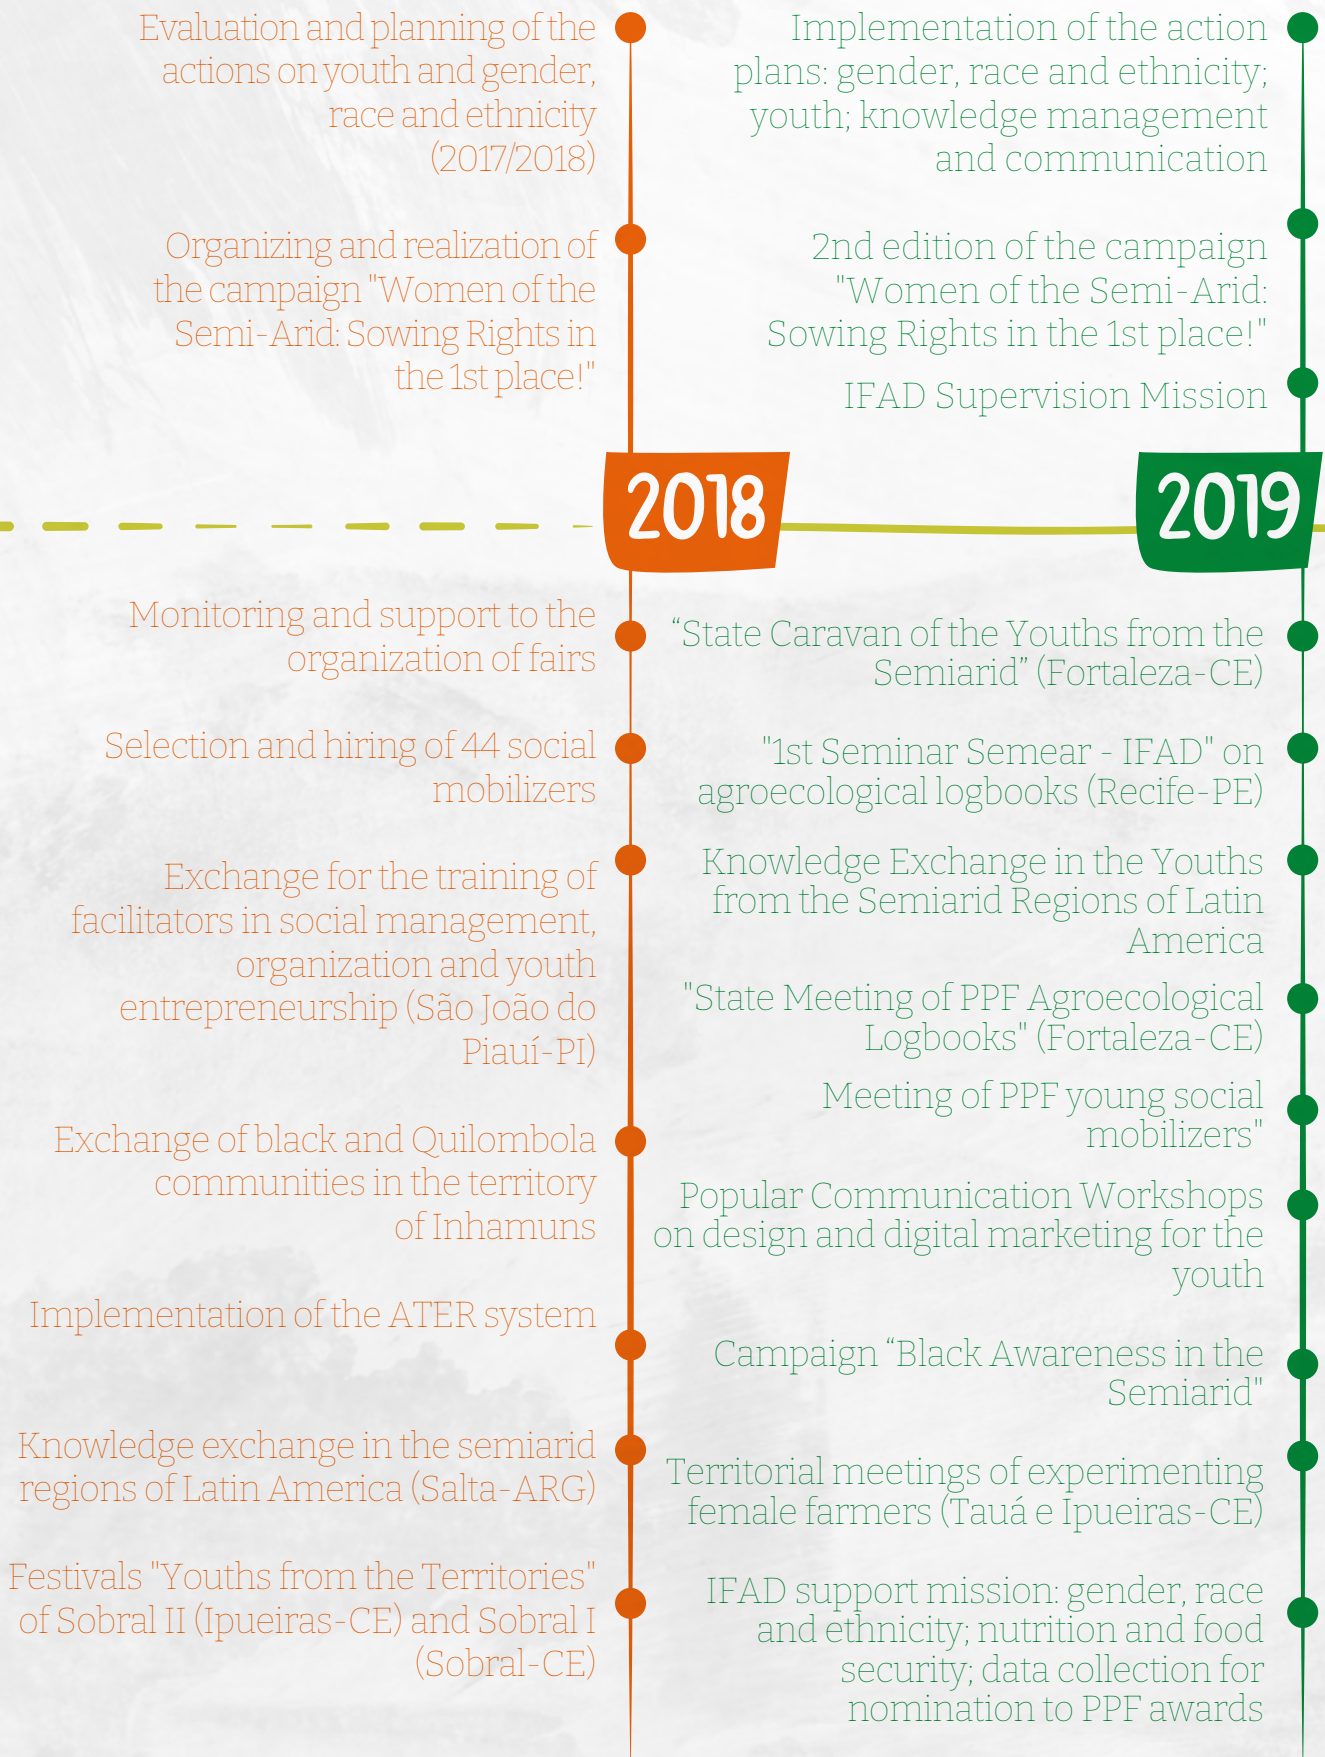 Evaluation and planning of the
actions on youth and gender,
race and ethnicity
(2017/2018)
Organizing and realization of
the campaign "Women of the
Semi-Arid: Sowing Rights in
the 1st place!"
2018
Monitoring and support to the
organization of fairs
Selection and hiring of 44 social
mobilizers
Exchange for the training of
facilitators in social management,
organization and youth
entrepreneurship (São João do
Piauí-PI)
Exchange of black and Quilombola
communities in the territory
of Inhamuns
Implementation of the ATER system
Knowledge exchange in the semiarid
regions of Latin America (Salta-ARG)
Festivals "Youths from the Territories"
of Sobral II (Ipueiras-CE) and Sobral I
(Sobral-CE)
Implementation of the action
plans: gender, race and ethnicity;
youth; knowledge management
and communication
2nd edition of the campaign
"Women of the Semi-Arid:
Sowing Rights in the 1st place!"
IFAD Supervision Mission
2019
“State Caravan of the Youths from the
Semiarid” (Fortaleza-CE)
"1st Seminar Semear - IFAD" on
agroecological logbooks (Recife-PE)
Knowledge Exchange in the Youths
from the Semiarid Regions of Latin
America
"State Meeting of PPF Agroecological
Logbooks" (Fortaleza-CE)
Meeting of PPF young social
mobilizers"
Popular Communication Workshops
on design and digital marketing for the
youth
Campaign “Black Awareness in the
Semiarid"
Territorial meetings of experimenting
female farmers (Tauá e Ipueiras-CE)
IFAD support mission: gender, race
and ethnicity; nutrition and food
security; data collection for
nomination to PPF awards